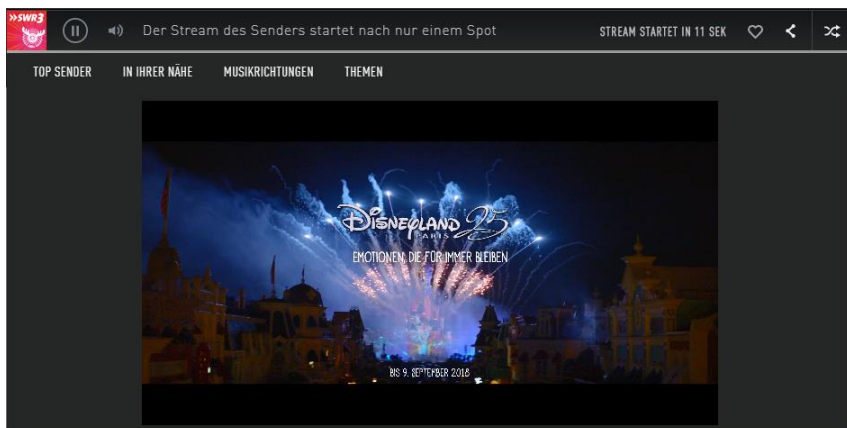 »SWR3
Der Stream des Senders startet nach nur einem Spot
STREAM STARTET IN 11 SEK
TOP SENDER
IN IHRER NÄHE
MUSIKRICHTUNGEN
THEMEN
DISNEYLAND 25
PARIS
EMOTIONEN, DIE FÜR IMMER BLEIBEN
BIS 9. SEPTEMBER 2018